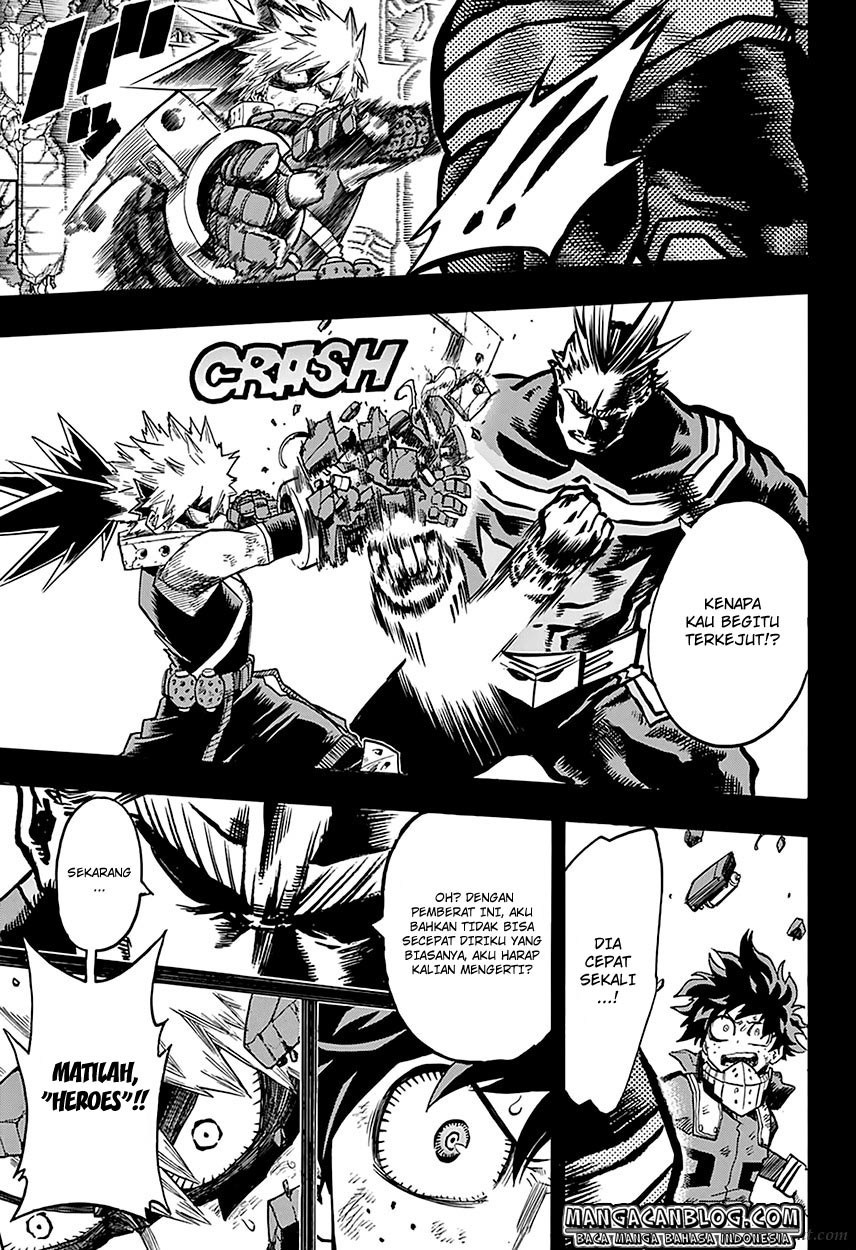 CRASH
KENAPA
KAU BEGITU
TERKEJUT!?
DIA
CEPAT
SEKALI
...!
OH? DENGAN
PEMBERAT INI, AKU
BAHKAN TIDAK BISA
SECEPAT DIRIKU YANG
BIASANYA, AKU HARAP
KALIAN MENGERTI?
SEKARANG
...
MATILAH,
"HEROES"!!
MANGACANBLOG.COM
BACA MANGA BAHASA INDONESIA